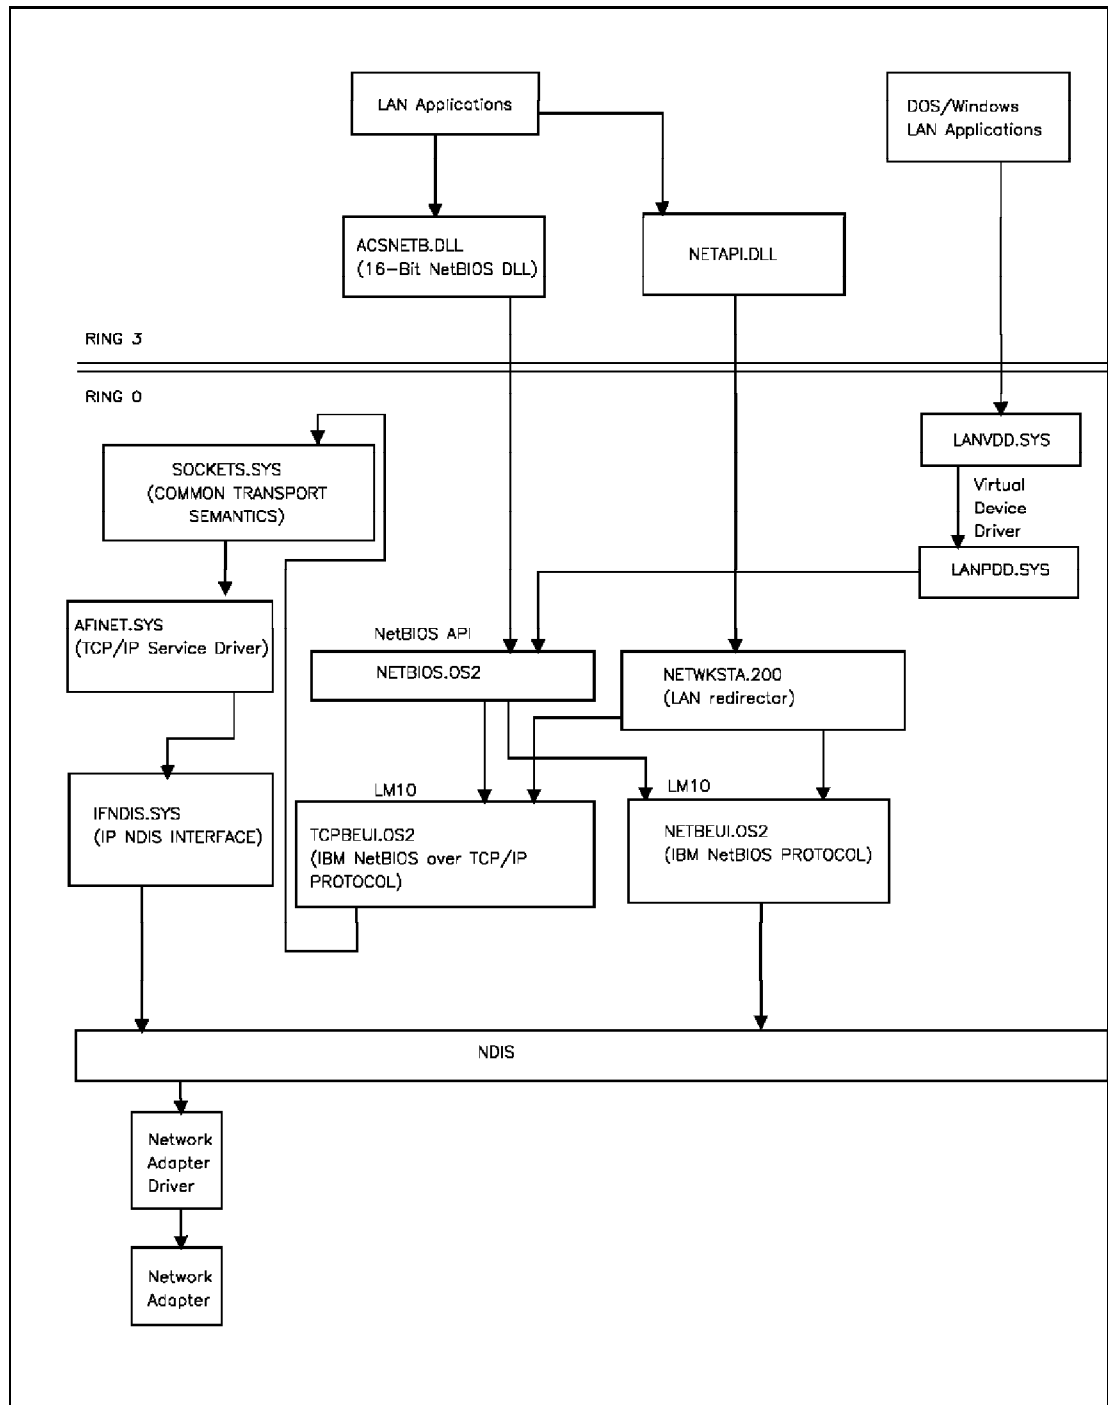 LAN Applications
DOS/Windows
LAN Applications
ACSNETB.DLL
(16-Bit NetBIOS DLL)
NETAPI.DLL
RING 3
RING 0
SOCKETS.SYS
(COMMON TRANSPORT
SEMANTICS)
LANVDD.SYS
Virtual
Device
Driver
LANPDD.SYS
AFINET.SYS
(TCP/IP Service Driver)
NetBIOS API
NETBIOS.OS2
NETWKSTA.200
(LAN redirector)
IFNDIS.SYS
(IP NDIS INTERFACE)
LM10
TCPBEUI.OS2
(IBM NetBIOS over TCP/IP
PROTOCOL)
LM10
NETBEUI.OS2
(IBM NetBIOS PROTOCOL)
NDIS
Network
Adapter
Driver
Network
Adapter